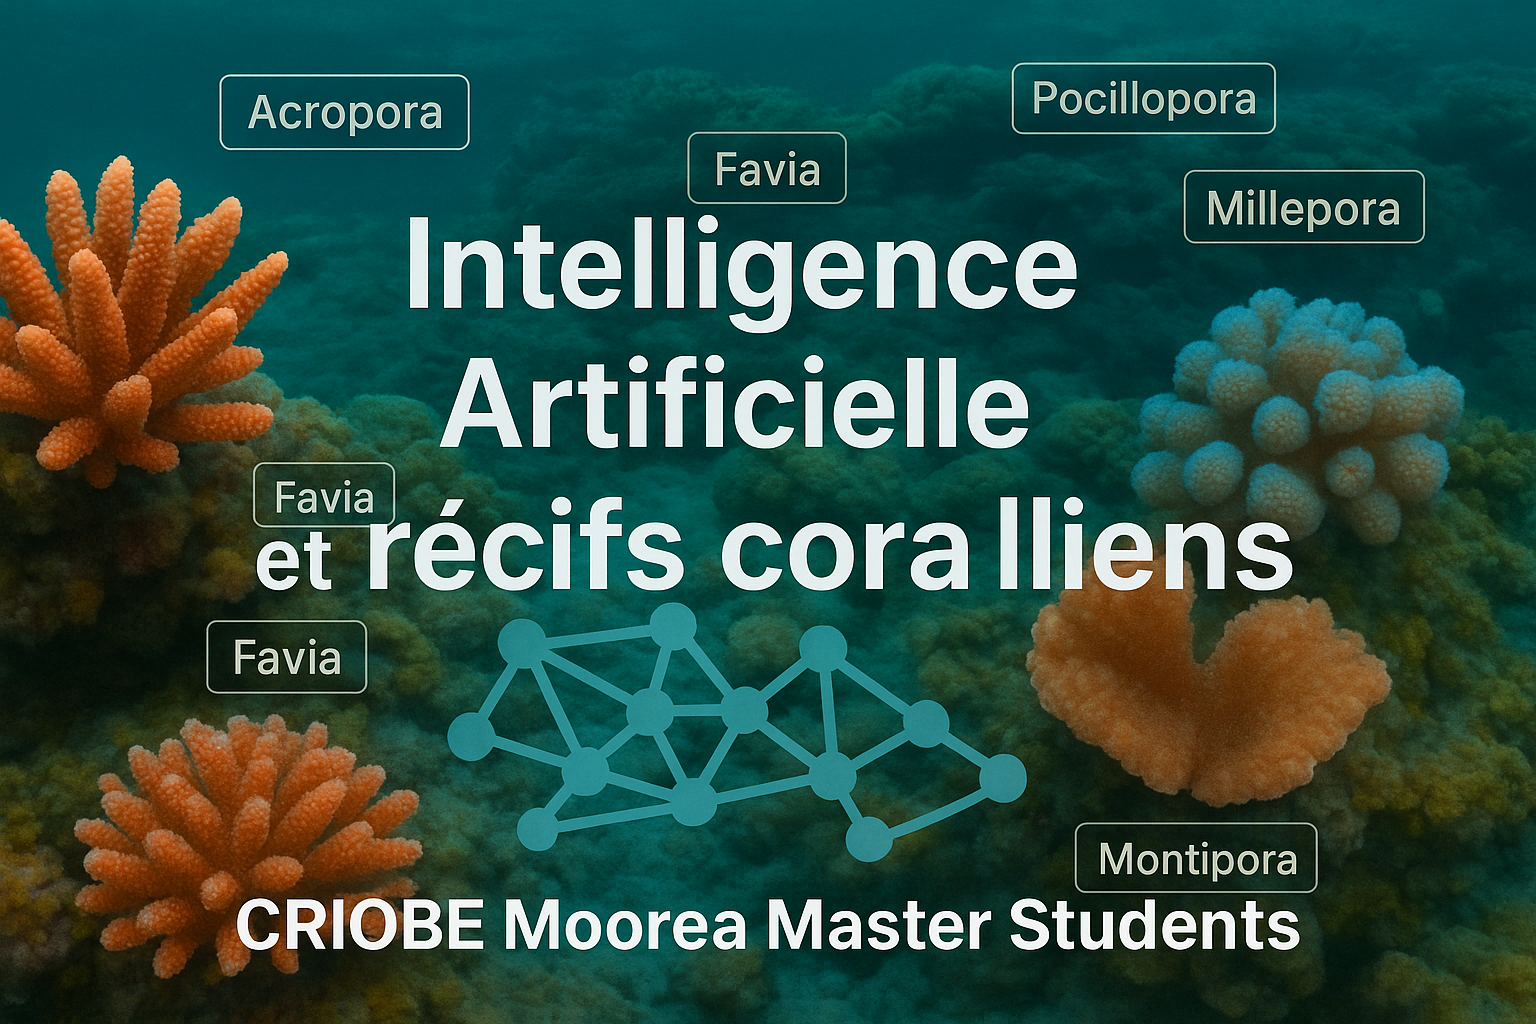 Acropora
Pocillopora
Favia
Millepora
Intelligence
Artificielle
Favia
et récifs cora lliens
Favia
Montipora
CRIOBE Moorea Master Students